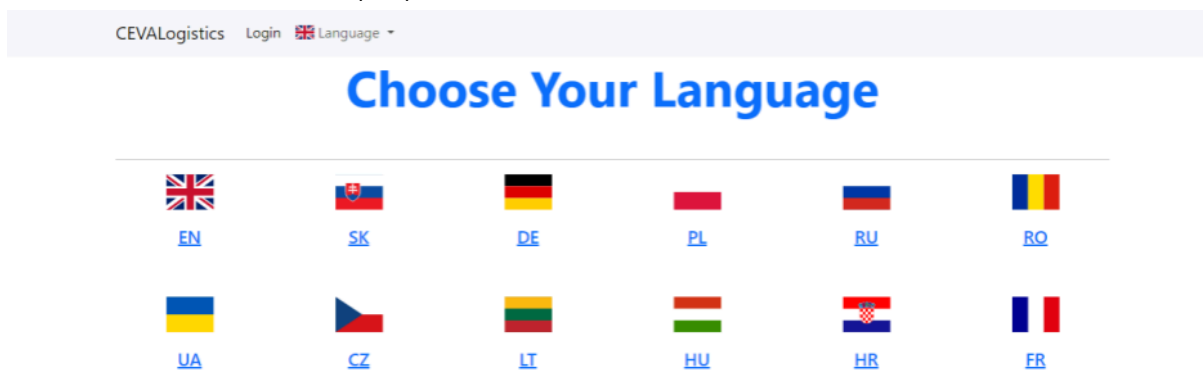 CEVALogistics Login Language
Choose Your Language
EN SK DE PL RU RO
UA CZ LT HU HR FR